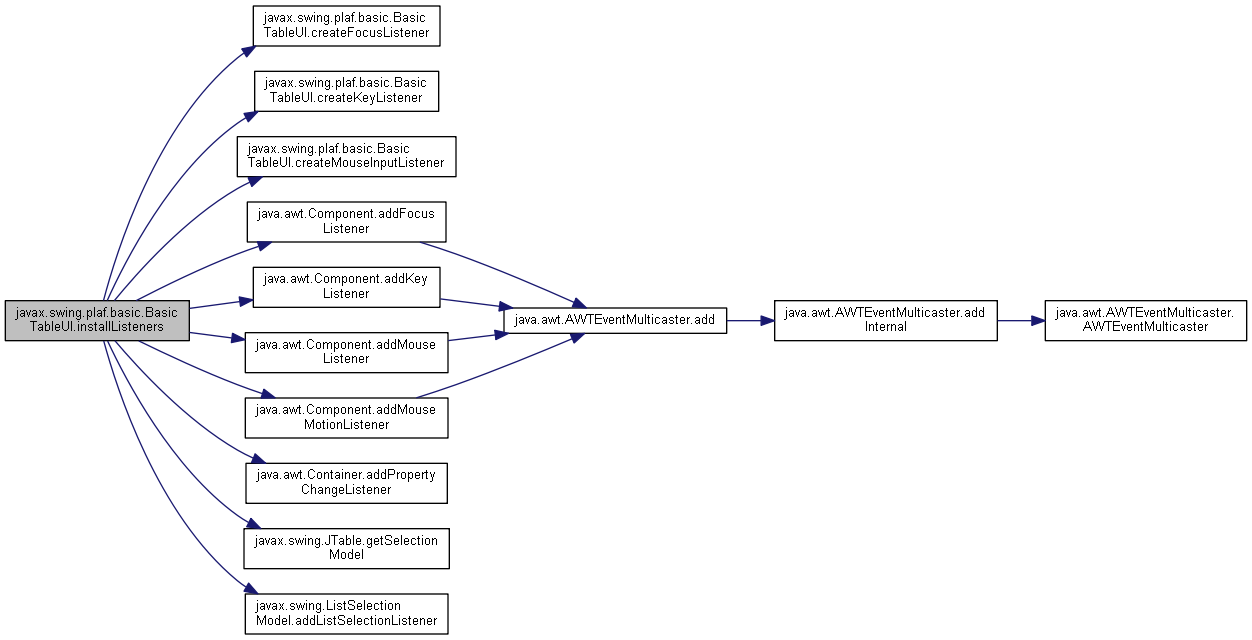 javax.swing.plaf.basic.Basic
TableUI.createFocusListener
javax.swing.plaf.basic.Basic
TableUI.createKeyListener
javax.swing.plaf.basic.Basic
TableUI.createMouseInputListener
java.awt.Component.addFocus
Listener
java.awt.Component.addKey
Listener
javax.swing.plaf.basic.Basic
TableUI.installListeners
java.awt.AWTEventMulticaster.add
java.awt.AWTEventMulticaster.add
Internal
java.awt.AWTEventMulticaster.
AWTEventMulticaster
java.awt.Component.addMouse
Listener
java.awt.Component.addMouse
MotionListener
java.awt.Container.addProperty
ChangeListener
javax.swing.JTable.getSelection
Model
javax.swing.ListSelection
Model.addListSelectionListener